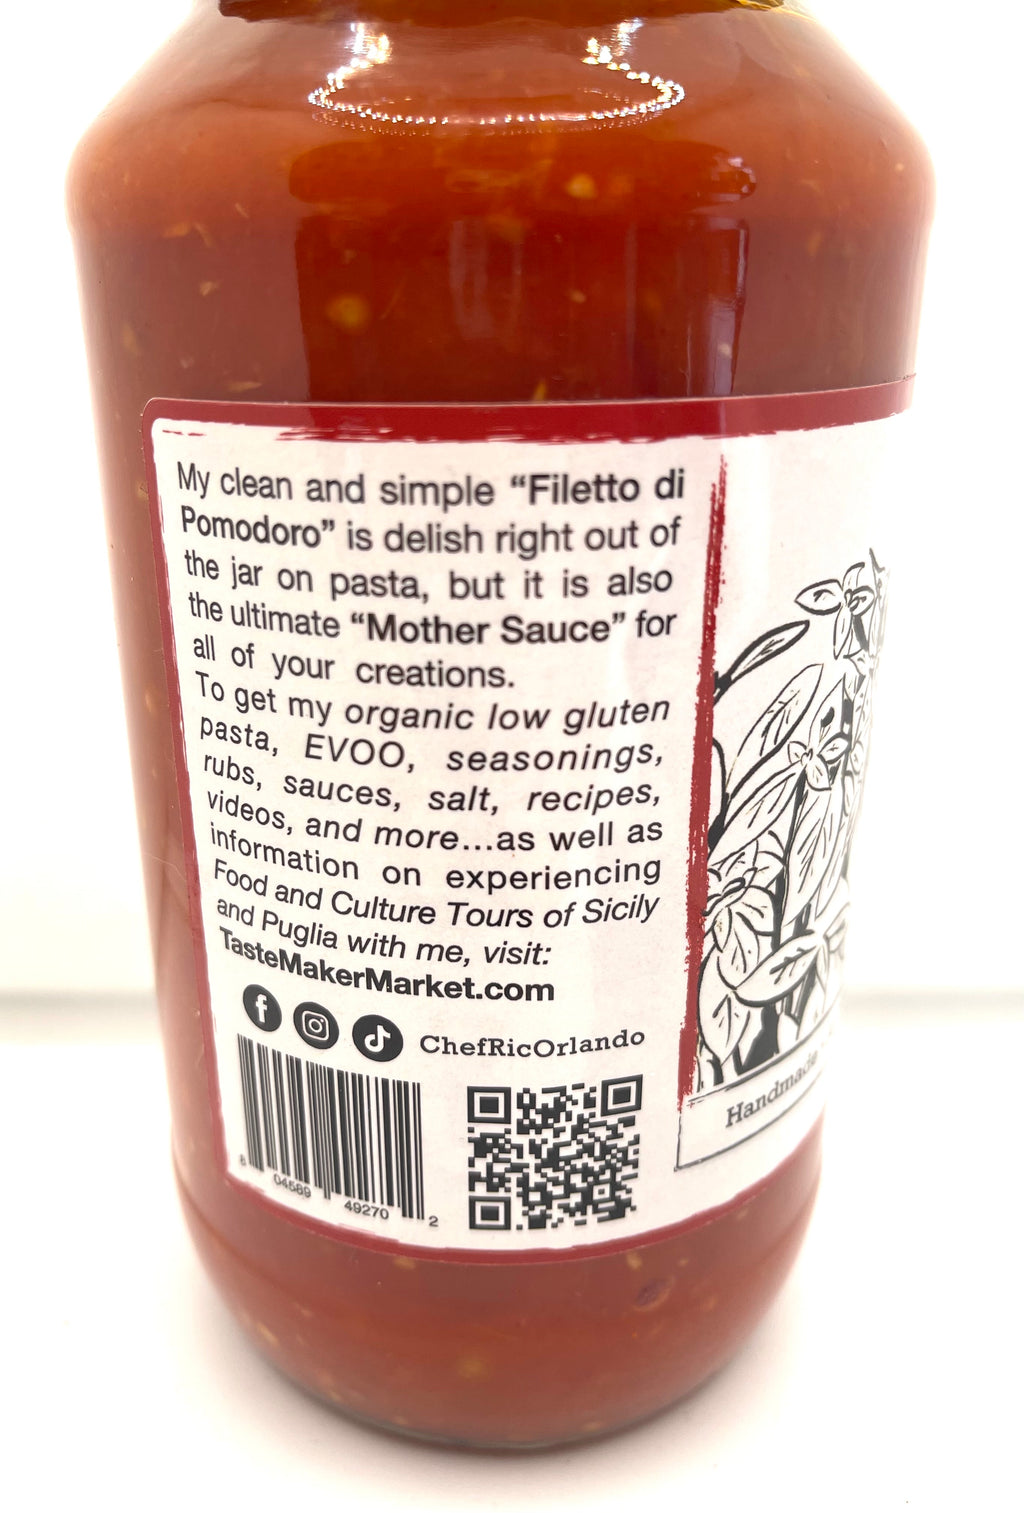 My clean and simple “Filetto di
Pomodoro” is delish right out of
the jar on pasta, but it is also
the ultimate “Mother Sauce” for
all of your creations.
To get my organic low gluten
pasta, EVOO, seasonings,
rubs, sauces, salt, recipes,
videos, and more...as well as
information on experiencing
Food and Culture Tours of Sicily
and Puglia with me, visit:
TasteMakerMarket.com
ChefRicOrlando
8 04589 49270 2
Handmade